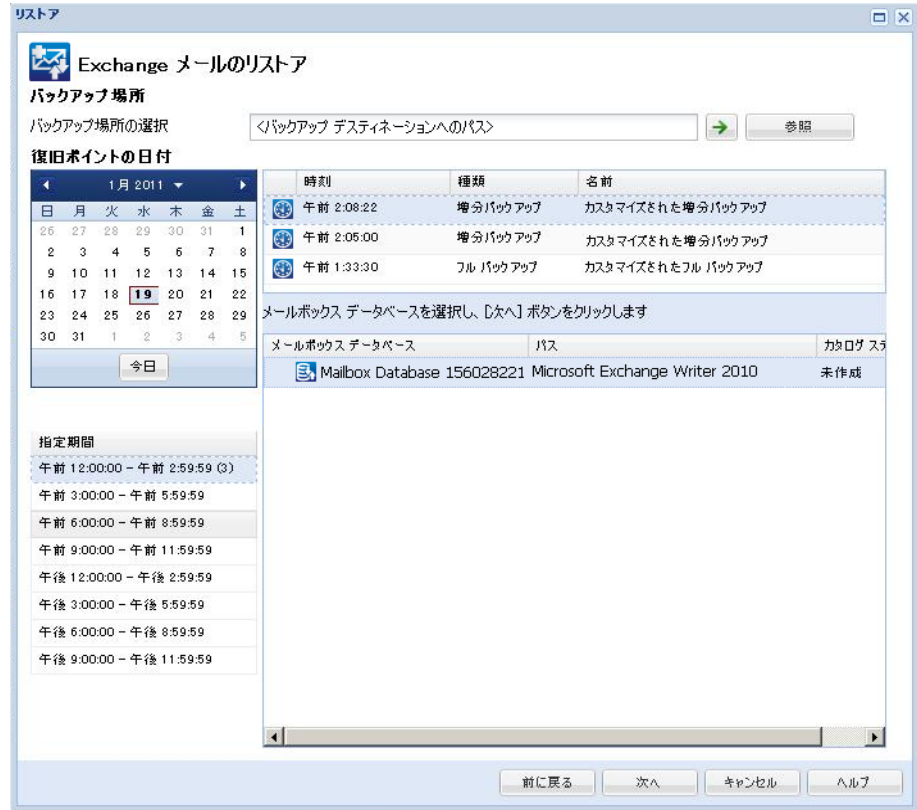 リストア
Exchange メールのリストア
バックアップ場所
バックアップ場所の選択 <バックアップ デスティネーションへのパス> 参照
復旧ポイントの日付
1月 2011
日 月 火 水 木 金 土
26 27 28 29 30 31 1
2 3 4 5 6 7 8
9 10 11 12 13 14 15
16 17 18 19 20 21 22
23 24 25 26 27 28 29
30 31 1 2 3 4 5
今日
時刻 種類 名前
午前 2:08:22 増分バックアップ カスタマイズされた増分バックアップ
午前 2:05:00 増分バックアップ カスタマイズされた増分バックアップ
午前 1:33:30 フル バックアップ カスタマイズされたフル バックアップ
メールボックス データベースを選択し、[次へ] ボタンをクリックします
メールボックス データベース パス カタログ ステ
Mailbox Database 156028221 Microsoft Exchange Writer 2010 未作成
指定期間
午前 12:00:00 - 午前 2:59:59 (3)
午前 3:00:00 - 午前 5:59:59
午前 6:00:00 - 午前 8:59:59
午前 9:00:00 - 午前 11:59:59
午後 12:00:00 - 午後 2:59:59
午後 3:00:00 - 午後 5:59:59
午後 6:00:00 - 午後 8:59:59
午後 9:00:00 - 午後 11:59:59
前に戻る 次へ キャンセル ヘルプ